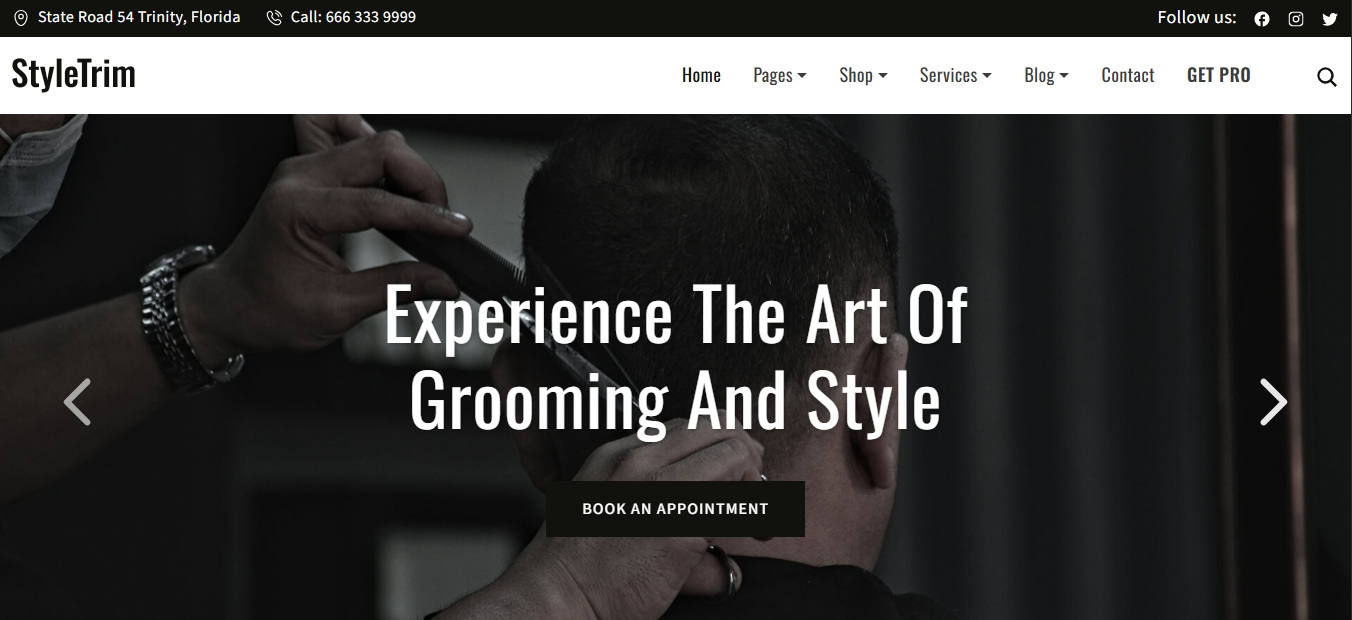 State Road 54 Trinity, Florida Call: 666 333 9999 Follow us:
StyleTrim Home Pages Shop Services Blog Contact GET PRO
Experience The Art Of
Grooming And Style
BOOK AN APPOINTMENT